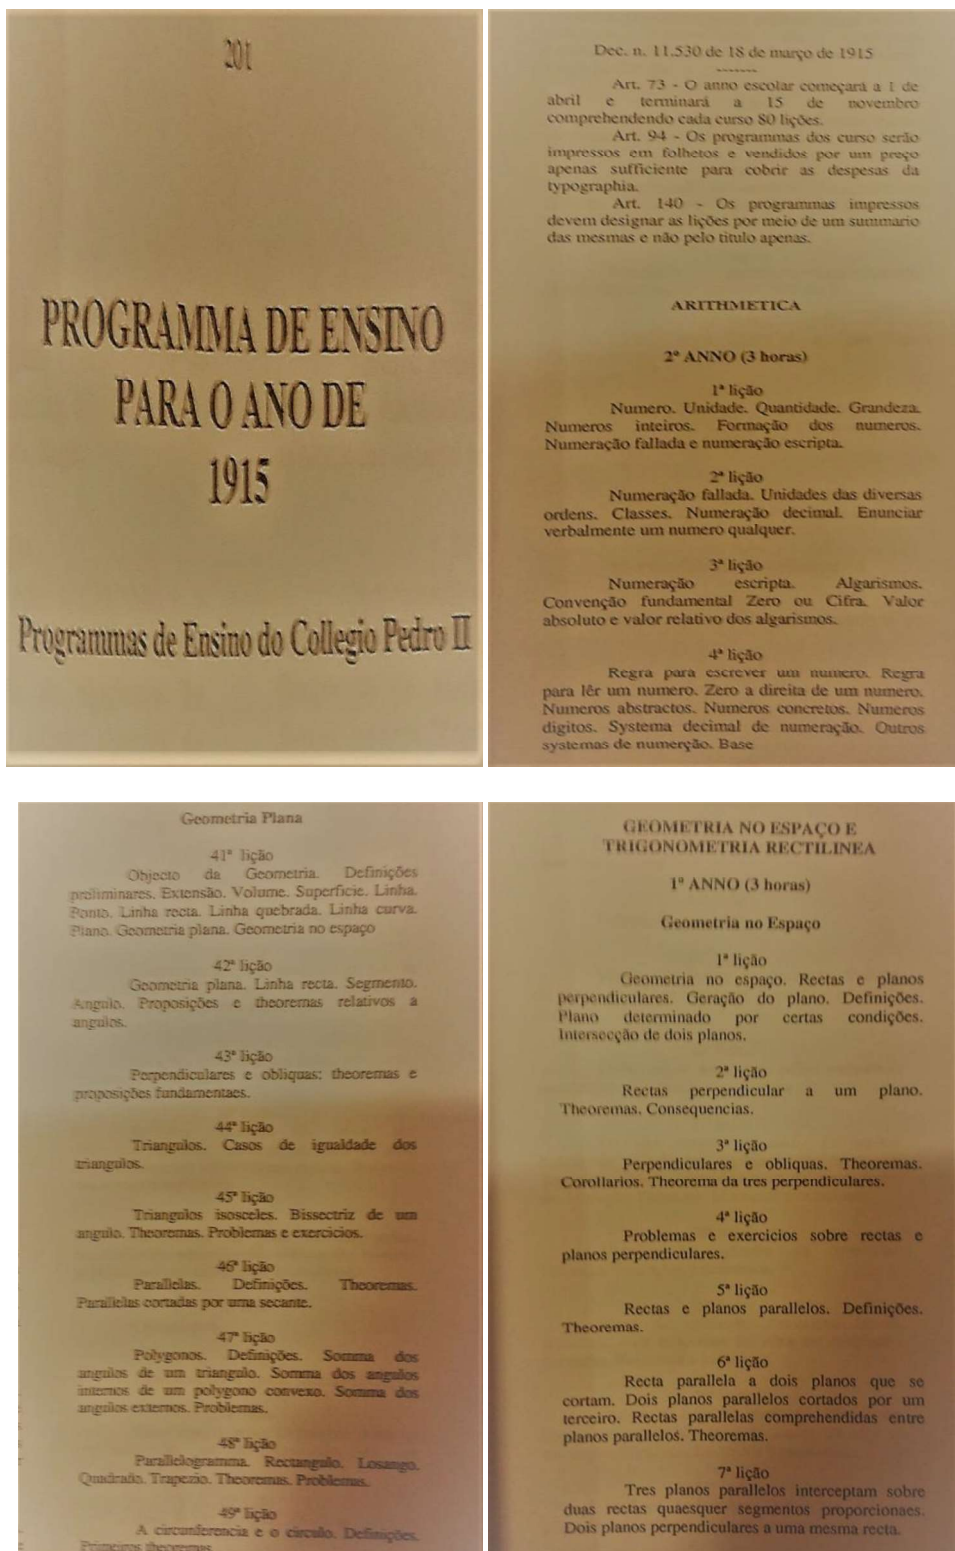 201
PROGRAMMA DE ENSINO
PARA O ANO DE
1915
Programmas de Ensino do Collegio Pedro II
Dec. n. 11.530 de 18 de março de 1915
-------
Art. 73 - O anno escolar começará a 1 de
abril e terminará a 15 de novembro
comprehendendo cada curso 80 lições.
Art. 94 - Os programmas dos curso serão
impressos em folhetos e vendidos por um preço
apenas sufficiente para cobrir as despesas da
typographia.
Art. 140 - Os programmas impressos
devem designar as lições por meio de um summario
das mesmas e não pelo titulo apenas.
ARITHMETICA
2º ANNO (3 horas)
1ª lição
Numero. Unidade. Quantidade. Grandeza.
Numeros inteiros. Formação dos numeros.
Numeração fallada e numeração escripta.
2ª lição
Numeração fallada. Unidades das diversas
ordens. Classes. Numeração decimal. Enunciar
verbalmente um numero qualquer.
3ª lição
Numeração escripta. Algarismos.
Convenção fundamental Zero ou Cifra. Valor
absoluto e valor relativo dos algarismos.
4ª lição
Regra para escrever um numero. Regra
para lêr um numero. Zero a direita de um numero.
Numeros abstractos. Numeros concretos. Numeros
digitos. Systema decimal de numeração. Outros
systemas de numerção. Base
Geometria Plana
41ª lição
Objecto da Geometria. Definições
preliminares. Extensão. Volume. Superficie. Linha.
Ponto. Linha recta. Linha quebrada. Linha curva.
Plano. Geometria plana. Geometria no espaço
42ª lição
Geometria plana. Linha recta. Segmento.
Angulo. Proposições e theoremas relativos a
angulos.
43ª lição
Perpendiculares e obliquas: theoremas e
proposições fundamentaes.
44ª lição
Triangulos. Casos de igualdade dos
triangulos.
45ª lição
Triangulos isosceles. Bissectriz de um
angulo. Theoremas. Problemas e exercicios.
46ª lição
Parallelas. Definições. Theoremas.
Parallelas cortadas por uma secante.
47ª lição
Polygonos. Definições. Somma dos
angulos de um triangulo. Somma dos angulos
internos de um polygono convexo. Somma dos
angulos externos. Problemas.
48ª lição
Parallelogramma. Rectangulo. Losango.
Quadrado. Trapezio. Theoremas. Problemas.
49ª lição
A circunferencia e o circulo. Definições.
Primeiros theoremas
GEOMETRIA NO ESPAÇO E
TRIGONOMETRIA RECTILINEA
1º ANNO (3 horas)
Geometria no Espaço
1ª lição
Geometria no espaço. Rectas e planos
perpendiculares. Geração do plano. Definições.
Plano determinado por certas condições.
Intersecção de dois planos.
2ª lição
Rectas perpendicular a um plano.
Theoremas. Consequencias.
3ª lição
Perpendiculares e obliquas. Theoremas.
Corollarios. Theorema da tres perpendiculares.
4ª lição
Problemas e exercicios sobre rectas e
planos perpendiculares.
5ª lição
Rectas e planos parallelos. Definições.
Theoremas.
6ª lição
Recta parallela a dois planos que se
cortam. Dois planos parallelos cortados por um
terceiro. Rectas parallelas comprehendidas entre
planos parallelos. Theoremas.
7ª lição
Tres planos parallelos interceptam sobre
duas rectas quaesquer segmentos proporcionaes.
Dois planos perpendiculares a uma mesma recta.